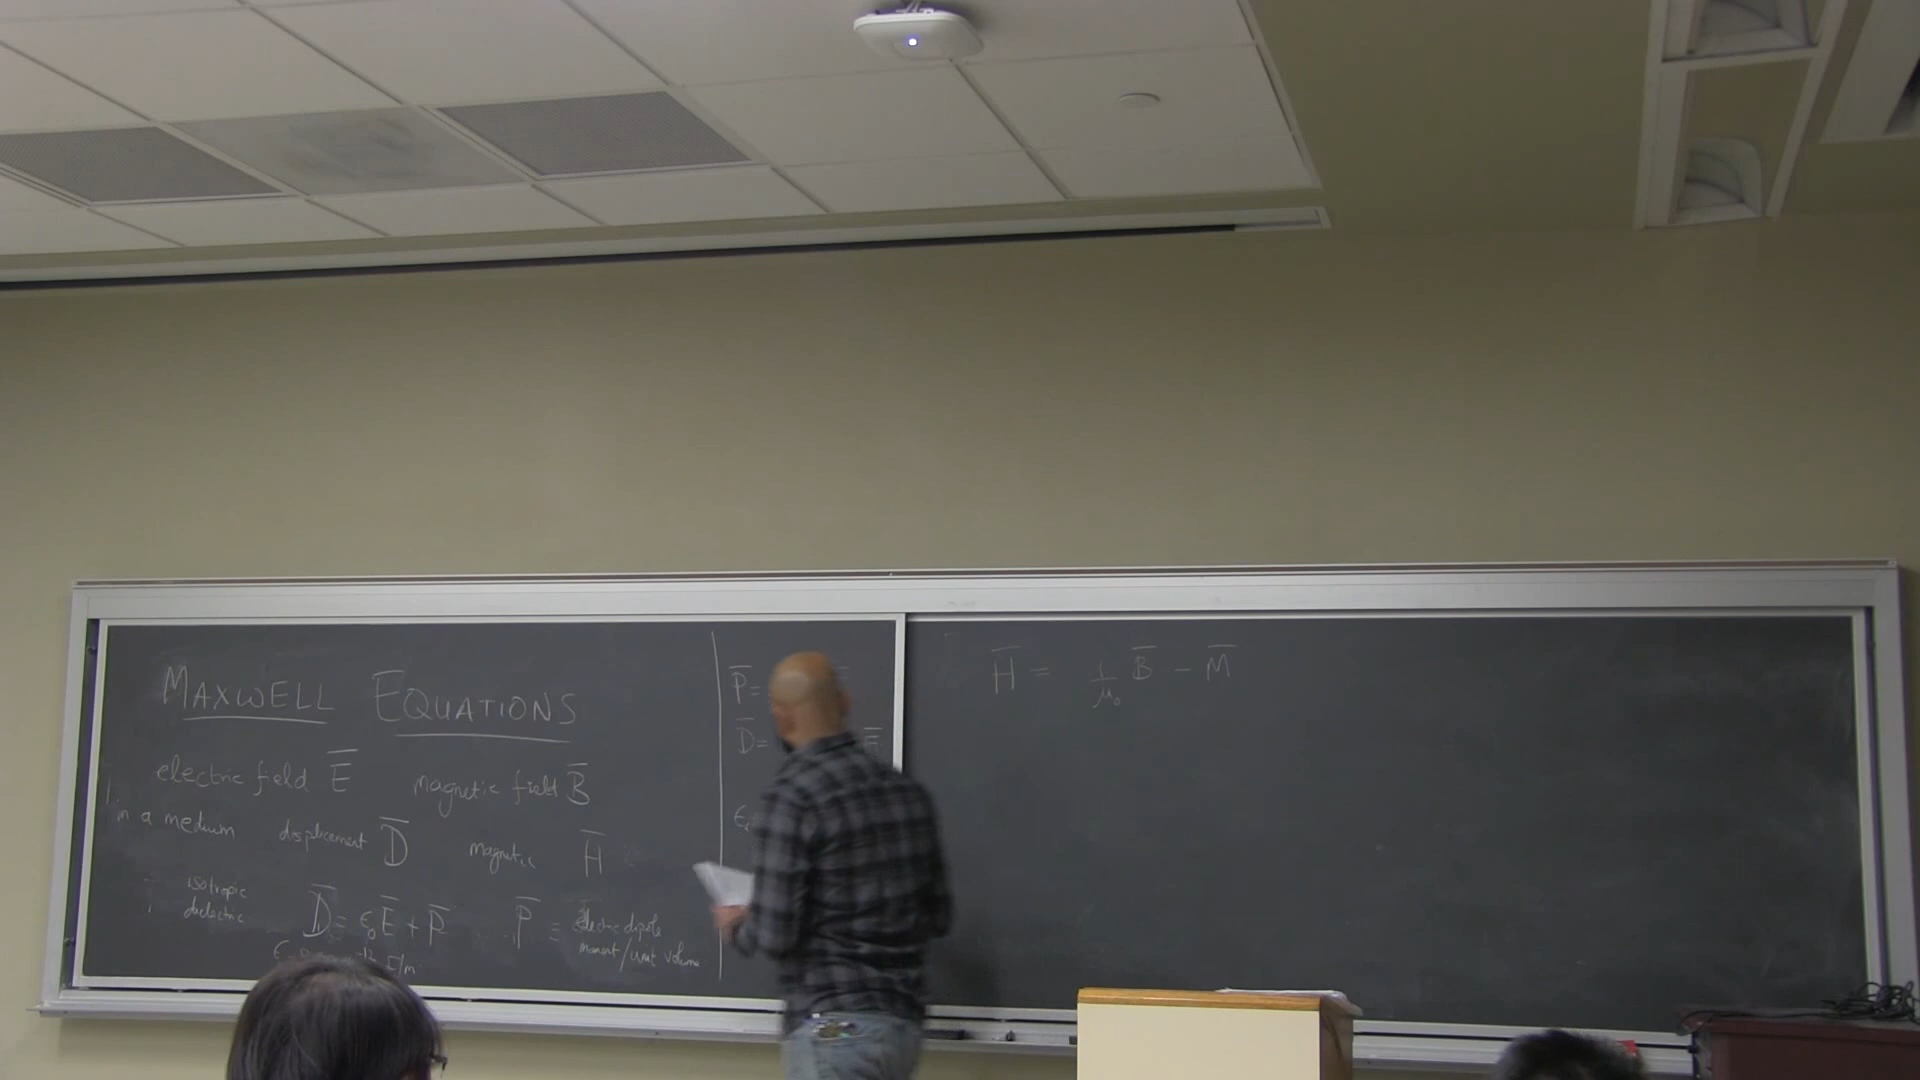 MAXWELL EQUATIONS
electric field E̅ magnetic field B̅
in a medium displacement D̅ magnetic H̅
isotropic
dielectric
D̅ = ε₀E̅ + P̅ P̅ = electric dipole
moment/unit volume
F/m
P̅ =
D̅ = E̅
H̅ = 1/μ₀ B̅ - M̅